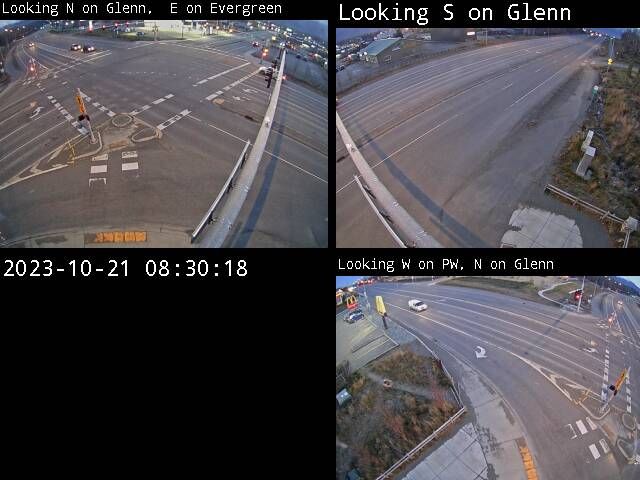 Looking N on Glenn, E on Evergreen
Looking S on Glenn
2023-10-21 08:30:18
Looking W on PW, N on Glenn